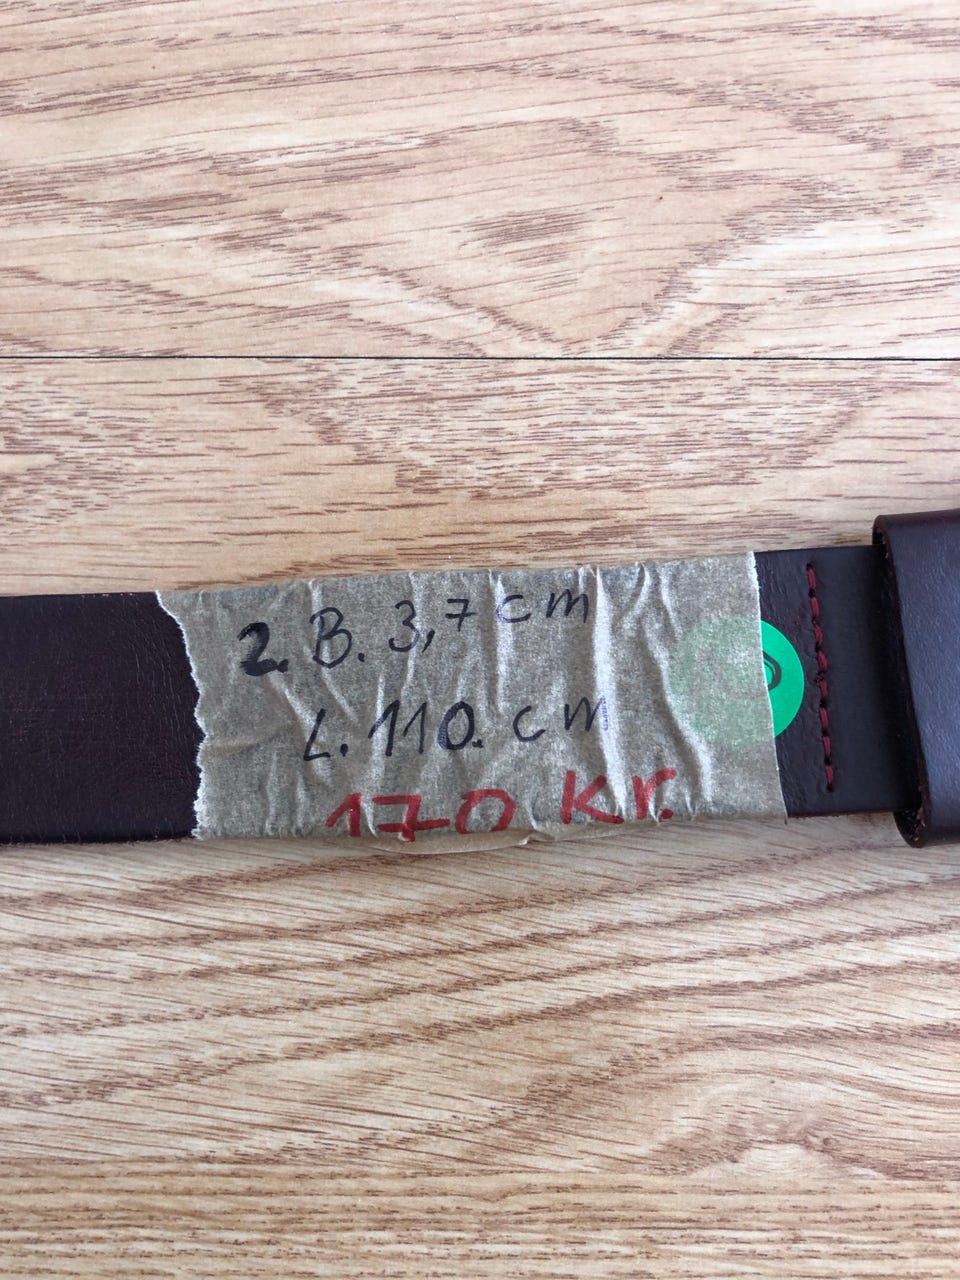 2. B. 3,7 cm
L. 110. cm
170 Kr.